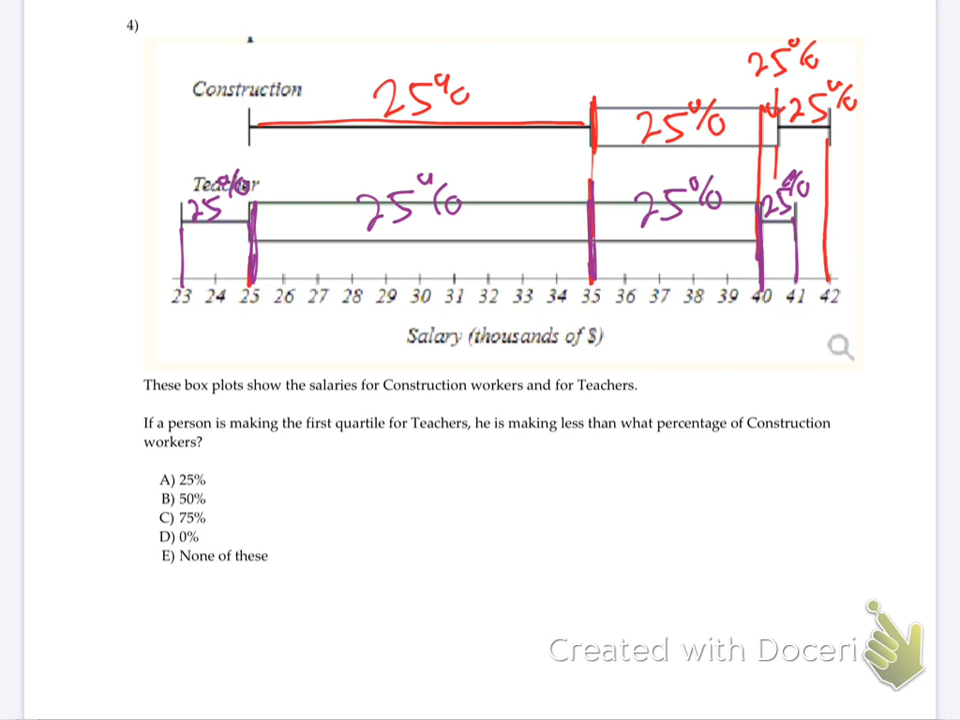 4)
25%
Construction 25% 25% 25%
Teacher
25% 25% 25% 25%
23 24 25 26 27 28 29 30 31 32 33 34 35 36 37 38 39 40 41 42
Salary (thousands of $)
These box plots show the salaries for Construction workers and for Teachers.
If a person is making the first quartile for Teachers, he is making less than what percentage of Construction
workers?
A) 25%
B) 50%
C) 75%
D) 0%
E) None of these
Created with Doceri